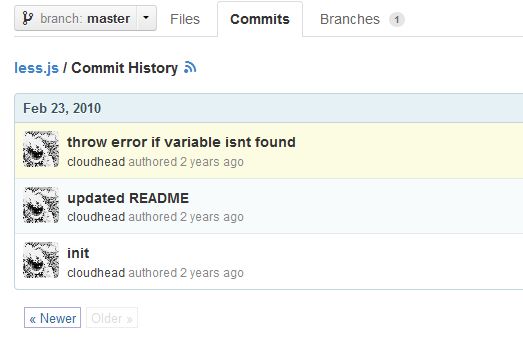 branch: master Files Commits Branches 1
less.js / Commit History
Feb 23, 2010
throw error if variable isnt found
cloudhead authored 2 years ago
updated README
cloudhead authored 2 years ago
init
cloudhead authored 2 years ago
« Newer Older »